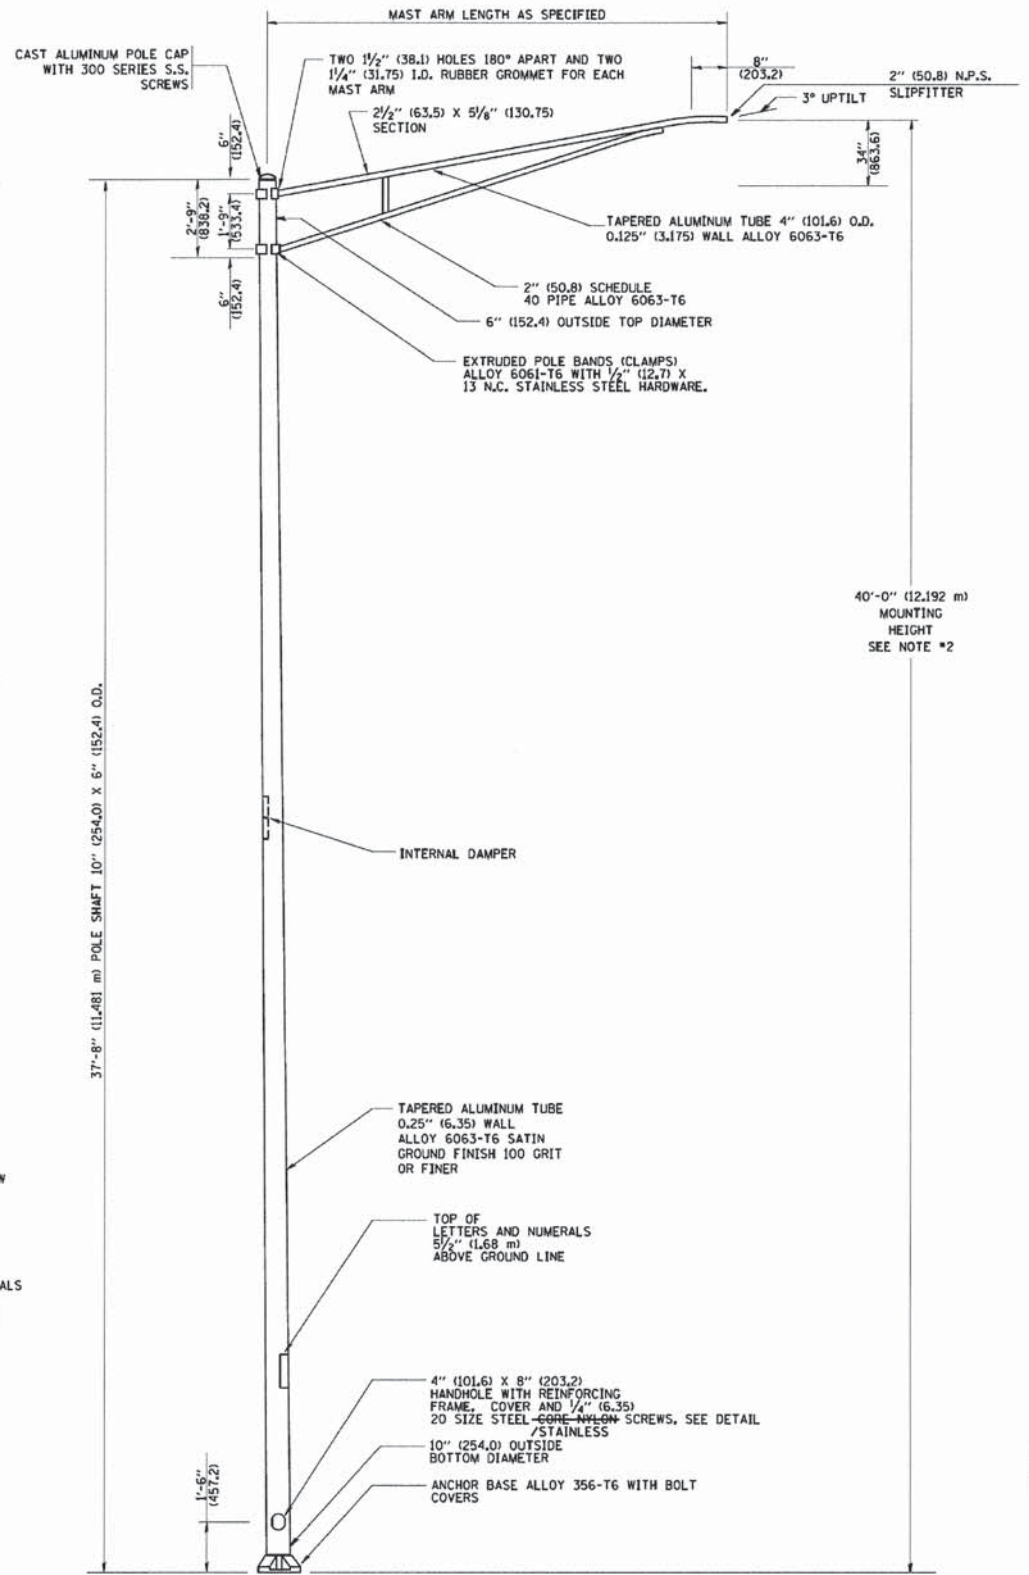 MAST ARM LENGTH AS SPECIFIED
CAST ALUMINUM POLE CAP
WITH 300 SERIES S.S.
SCREWS
TWO 1½" (38.1) HOLES 180° APART AND TWO
1¼" (31.75) I.D. RUBBER GROMMET FOR EACH
MAST ARM
8"
(203.2)
2" (50.8) N.P.S.
SLIPFITTER
3° UPTILT
2½" (63.5) X 5⅛" (130.75)
SECTION
6"
(152.4)
34"
(863.6)
2'-9"
(838.2)
1'-9"
(533.4)
TAPERED ALUMINUM TUBE 4" (101.6) O.D.
0.125" (3.175) WALL ALLOY 6063-T6
6"
(152.4)
2" (50.8) SCHEDULE
40 PIPE ALLOY 6063-T6
6" (152.4) OUTSIDE TOP DIAMETER
EXTRUDED POLE BANDS (CLAMPS)
ALLOY 6061-T6 WITH ½" (12.7) X
13 N.C. STAINLESS STEEL HARDWARE.
40'-0" (12.192 m)
MOUNTING
HEIGHT
SEE NOTE *2
37'-8" (11.481 m) POLE SHAFT 10" (254.0) X 6" (152.4) O.D.
INTERNAL DAMPER
TAPERED ALUMINUM TUBE
0.25" (6.35) WALL
ALLOY 6063-T6 SATIN
GROUND FINISH 100 GRIT
OR FINER
W
TOP OF
LETTERS AND NUMERALS
5½" (1.68 m)
ABOVE GROUND LINE
ALS
4" (101.6) X 8" (203.2)
HANDHOLE WITH REINFORCING
FRAME, COVER AND ¼" (6.35)
20 SIZE STEEL CORE NYLON SCREWS. SEE DETAIL
/STAINLESS
10" (254.0) OUTSIDE
BOTTOM DIAMETER
1'-6"
(457.2)
ANCHOR BASE ALLOY 356-T6 WITH BOLT
COVERS